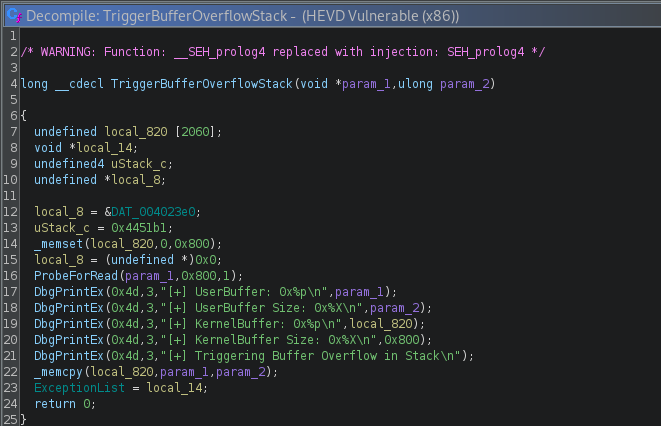 Decompile: TriggerBufferOverflowStack - (HEVD Vulnerable (x86))
1
2 /* WARNING: Function: __SEH_prolog4 replaced with injection: SEH_prolog4 */
3
4 long __cdecl TriggerBufferOverflowStack(void *param_1,ulong param_2)
5
6 {
7 undefined local_820 [2060];
8 void *local_14;
9 undefined4 uStack_c;
10 undefined *local_8;
11
12 local_8 = &DAT_004023e0;
13 uStack_c = 0x4451b1;
14 _memset(local_820,0,0x800);
15 local_8 = (undefined *)0x0;
16 ProbeForRead(param_1,0x800,1);
17 DbgPrintEx(0x4d,3,"[+] UserBuffer: 0x%p\n",param_1);
18 DbgPrintEx(0x4d,3,"[+] UserBuffer Size: 0x%X\n",param_2);
19 DbgPrintEx(0x4d,3,"[+] KernelBuffer: 0x%p\n",local_820);
20 DbgPrintEx(0x4d,3,"[+] KernelBuffer Size: 0x%X\n",0x800);
21 DbgPrintEx(0x4d,3,"[+] Triggering Buffer Overflow in Stack\n");
22 _memcpy(local_820,param_1,param_2);
23 ExceptionList = local_14;
24 return 0;
25 }